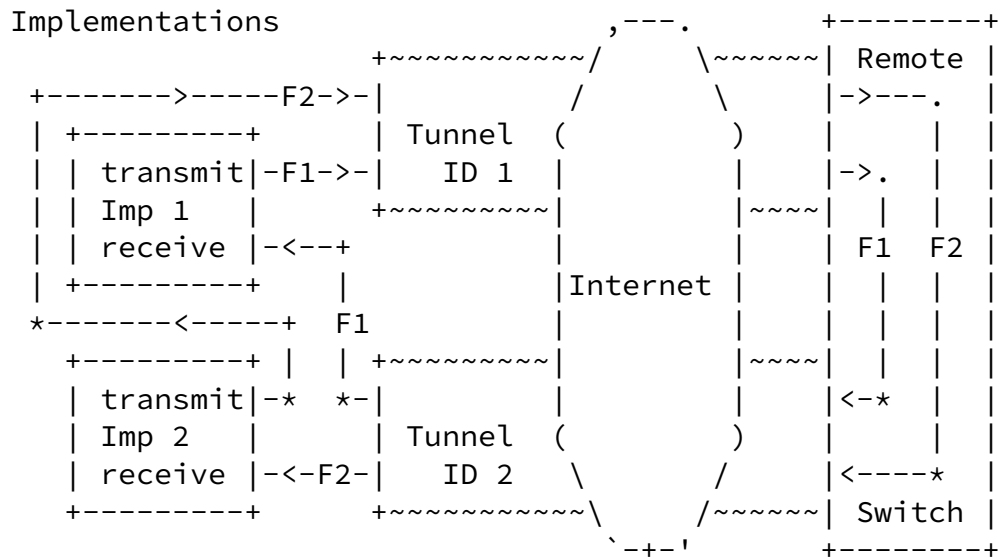 Implementations                  ,---.       +--------+
                    +~~~~~~~~~~~/     \~~~~~~| Remote |
 +------->-----F2->-|          /       \     |->---.  |
 | +---------+      | Tunnel  (         )    |     |  |
 | | transmit|-F1->-|   ID 1  |         |    |->.  |  |
 | | Imp 1   |      +~~~~~~~~~|         |~~~~|  |  |  |
 | | receive |-<--+           |         |    | F1  F2 |
 | +---------+    |           |Internet |    |  |  |  |
 *-------<-----+  F1          |         |    |  |  |  |
   +---------+ |  | +~~~~~~~~~|         |~~~~|  |  |  |
   | transmit|-*  *-|         |         |    |<-*  |  |
   | Imp 2   |      | Tunnel  (         )    |     |  |
   | receive |-<-F2-|   ID 2   \       /     |<----*  |
   +---------+      +~~~~~~~~~~~\     /~~~~~~| Switch |
                                 `-+-'       +--------+